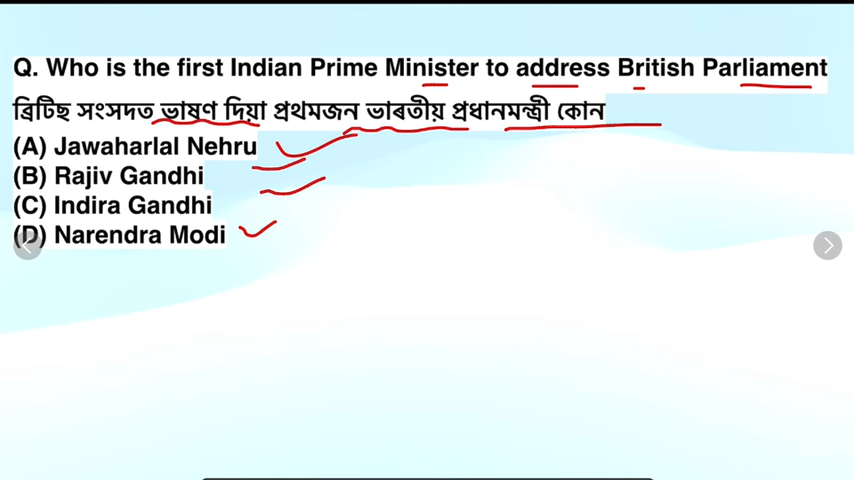 Q. Who is the first Indian Prime Minister to address British Parliament
ব্ৰিটিছ সংসদত ভাষণ দিয়া প্ৰথমজন ভাৰতীয় প্ৰধানমন্ত্ৰী কোন
(A) Jawaharlal Nehru
(B) Rajiv Gandhi
(C) Indira Gandhi
(D) Narendra Modi